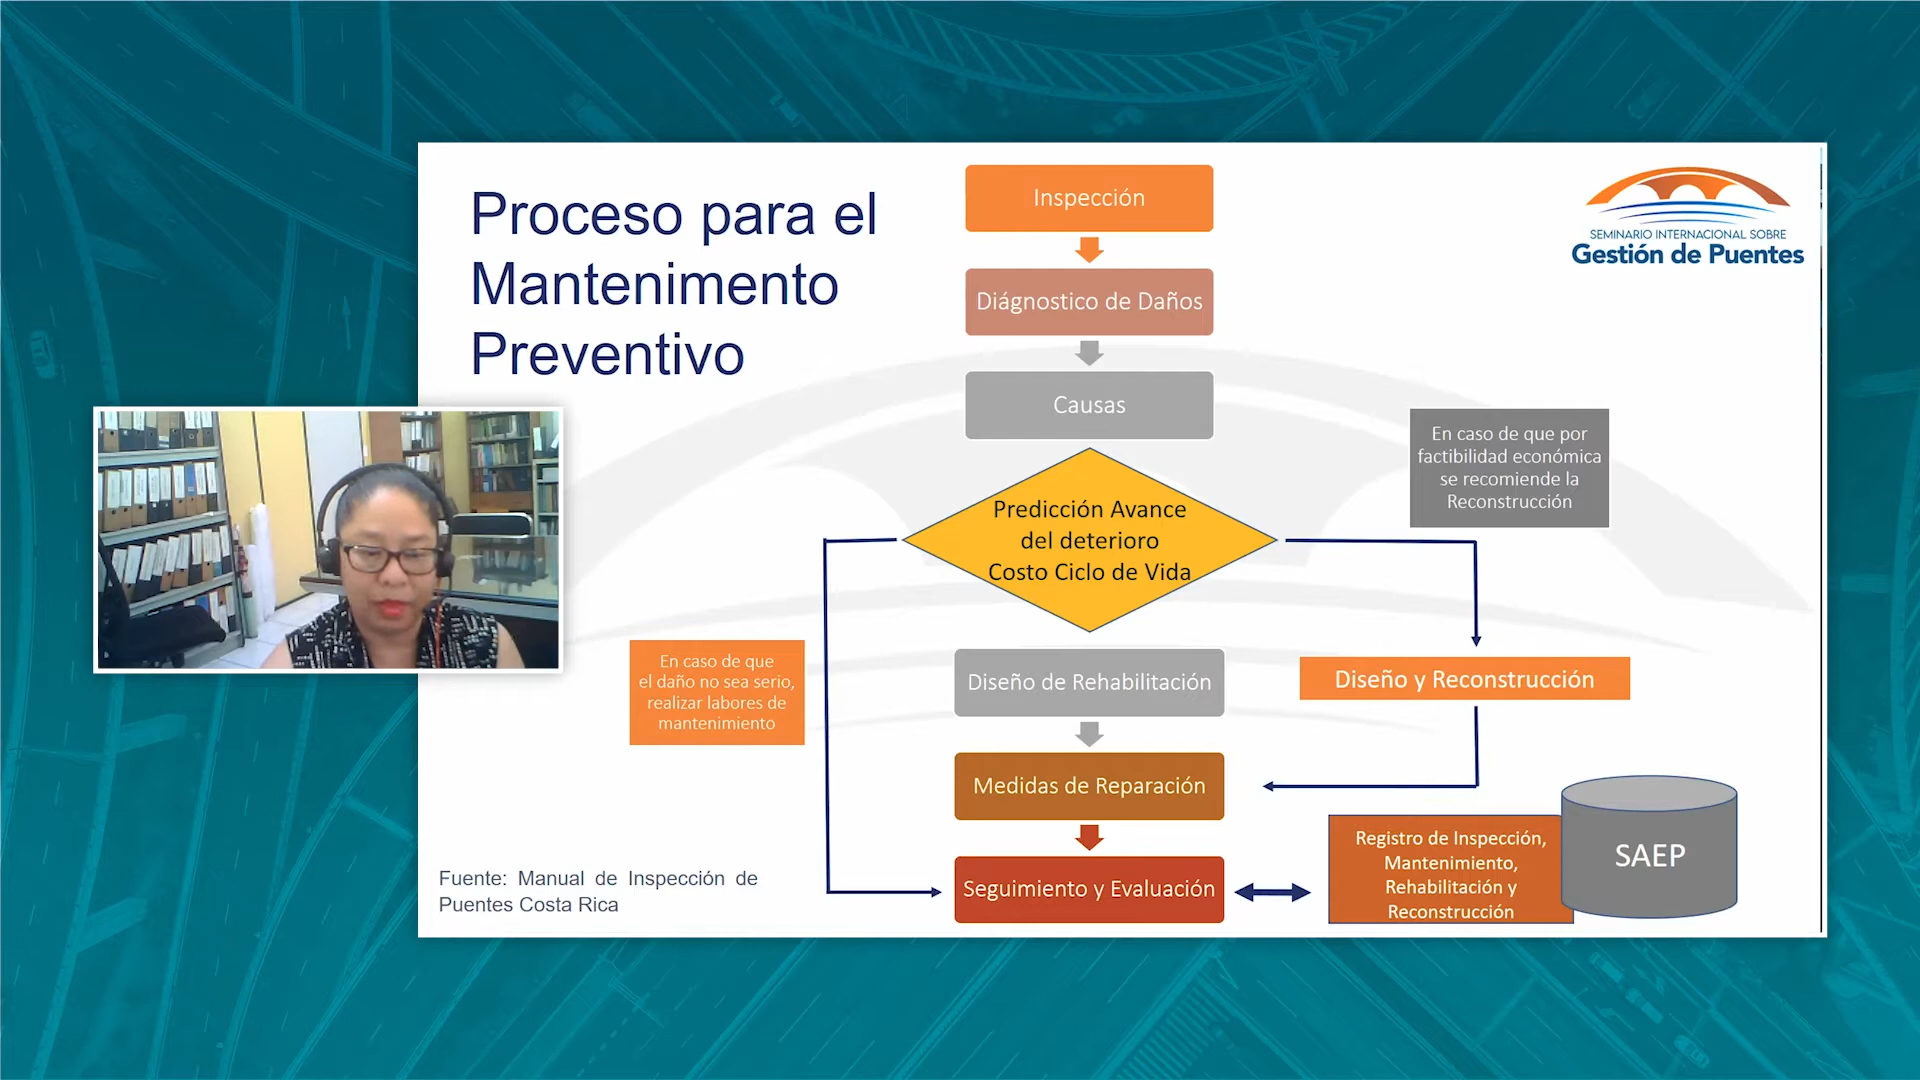 Proceso para el
Mantenimento
Preventivo
Inspección
Diágnostico de Daños
Causas
Predicción Avance
del deterioro
Costo Ciclo de Vida
En caso de que por
factibilidad económica
se recomiende la
Reconstrucción
SEMINARIO INTERNACIONAL SOBRE
Gestión de Puentes
En caso de que
el daño no sea serio,
realizar labores de
mantenimiento
Diseño de Rehabilitación
Diseño y Reconstrucción
Medidas de Reparación
Seguimiento y Evaluación
Registro de Inspección,
Mantenimiento,
Rehabilitación y
Reconstrucción
SAEP
Fuente: Manual de Inspección de
Puentes Costa Rica